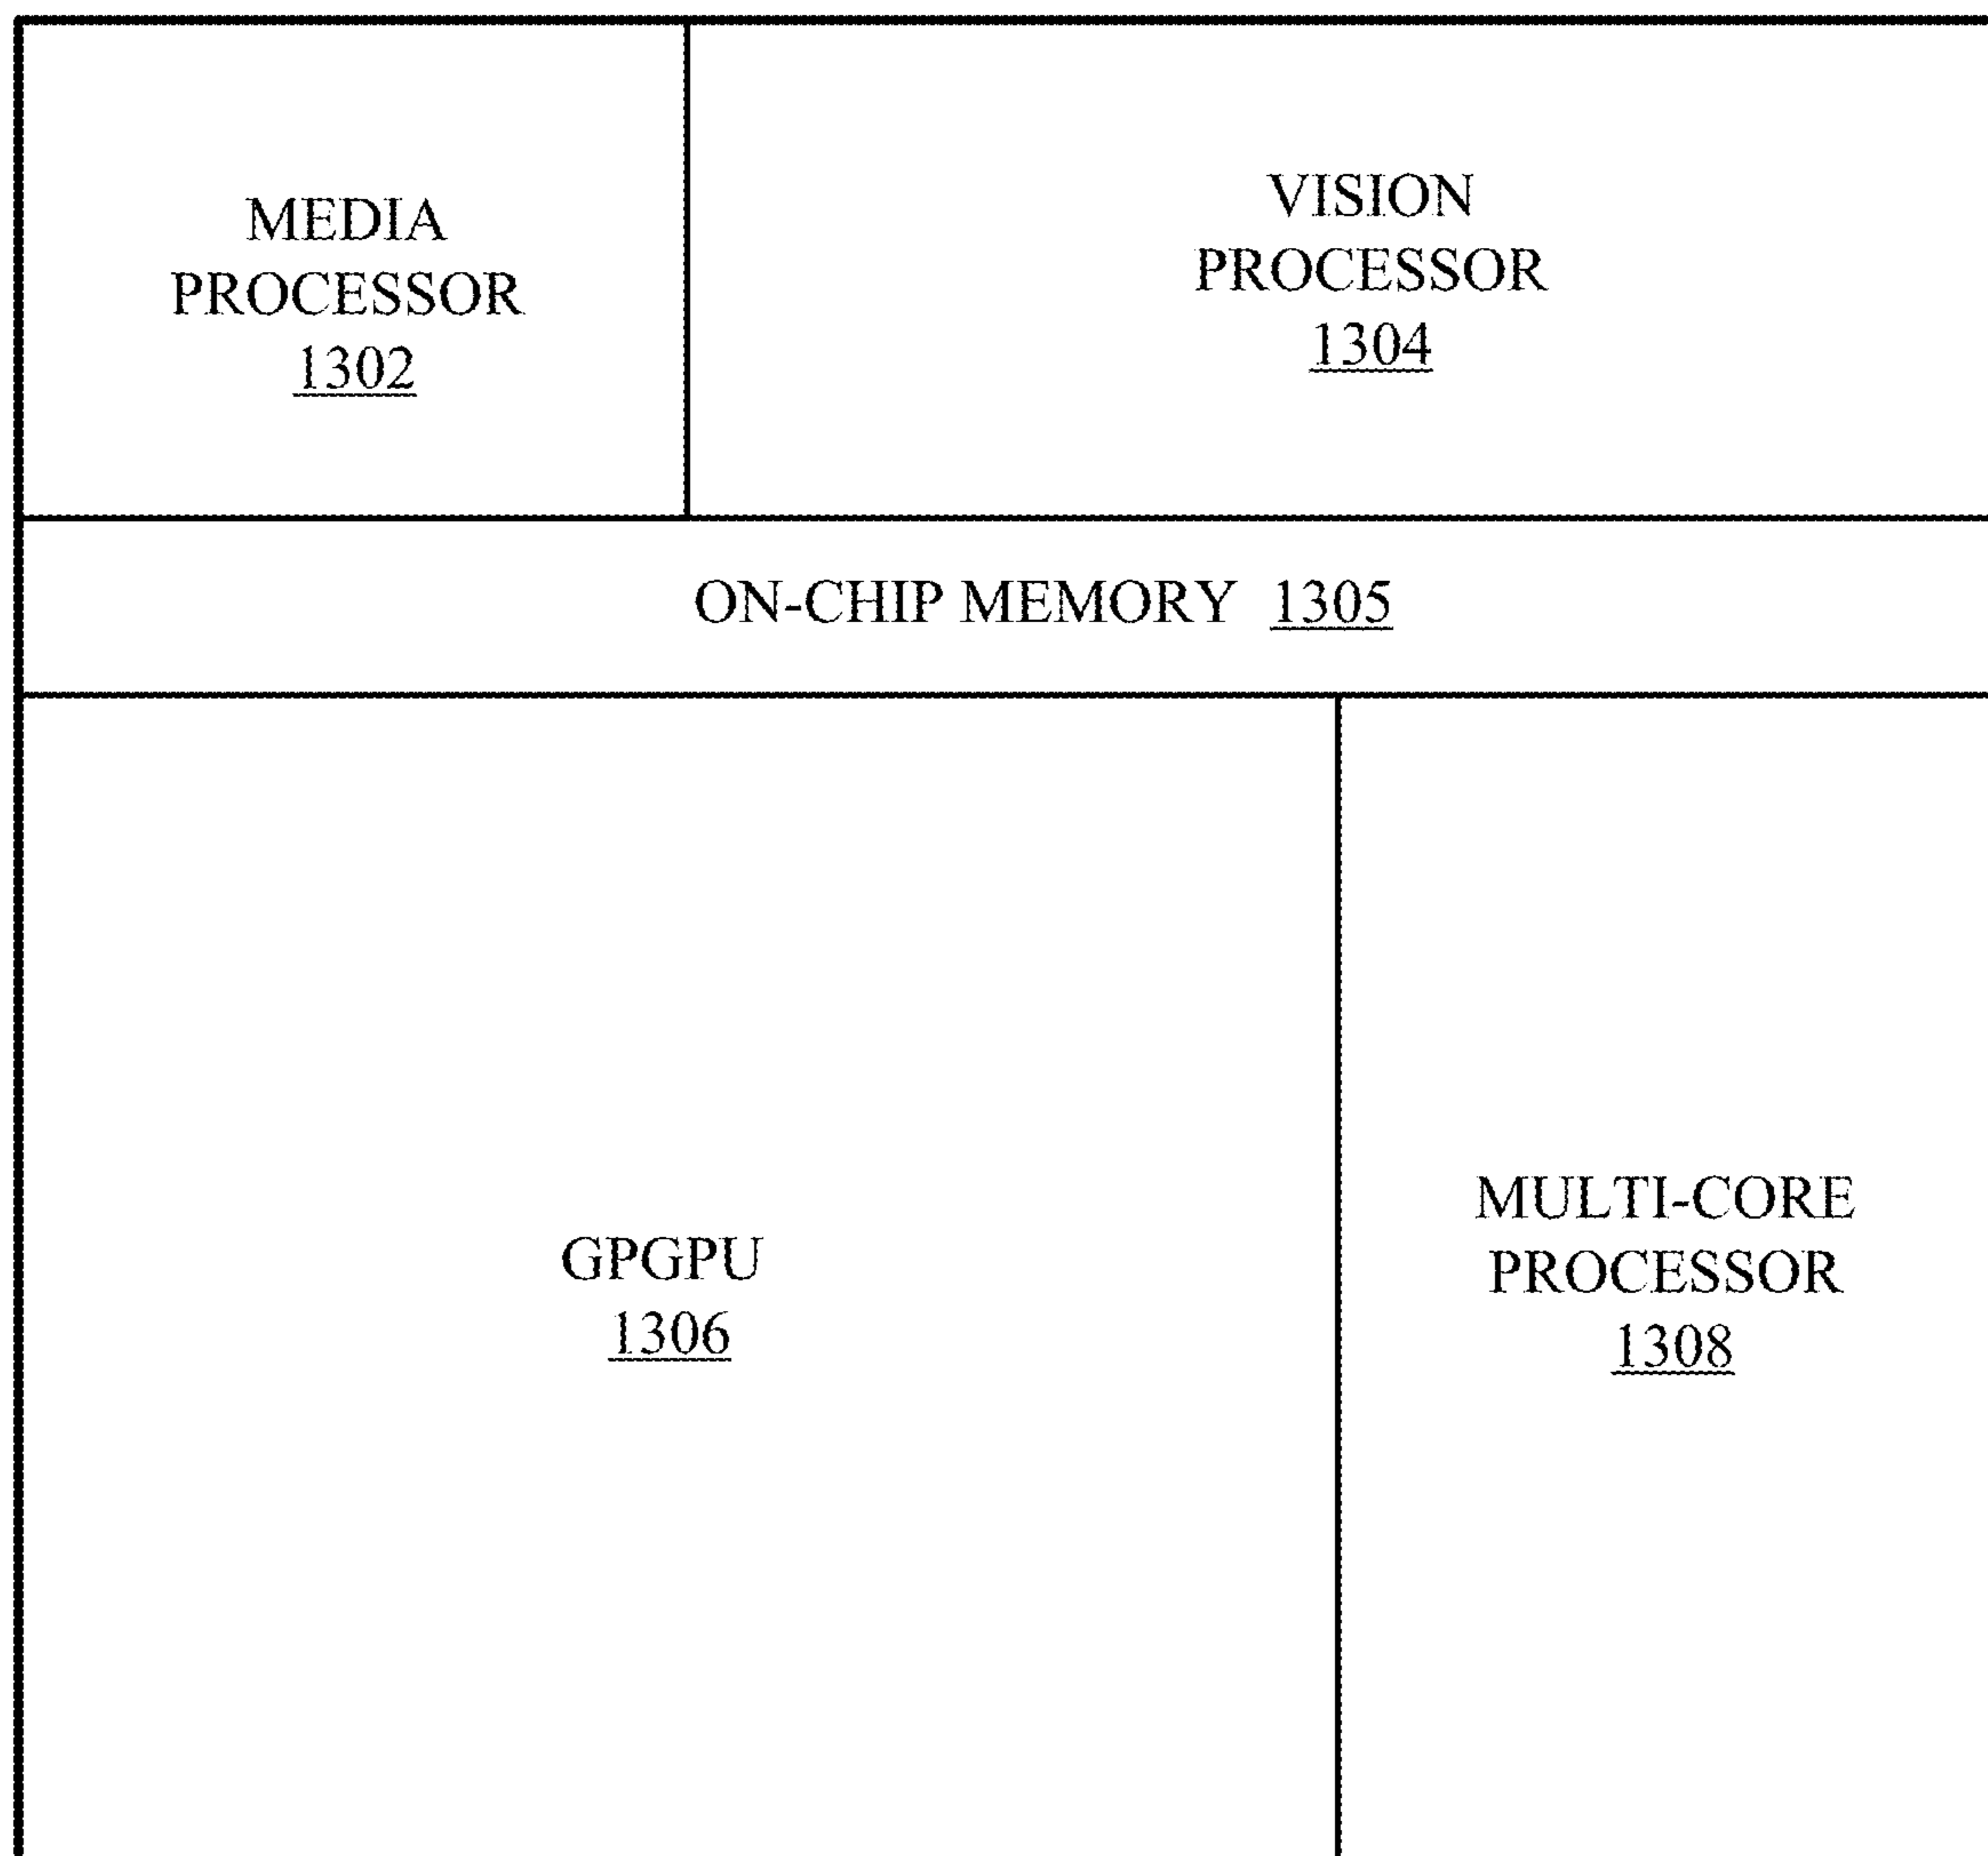 MEDIA
PROCESSOR
1302
VISION
PROCESSOR
1304
ON-CHIP MEMORY 1305
GPGPU
1306
MULTI-CORE
PROCESSOR
1308